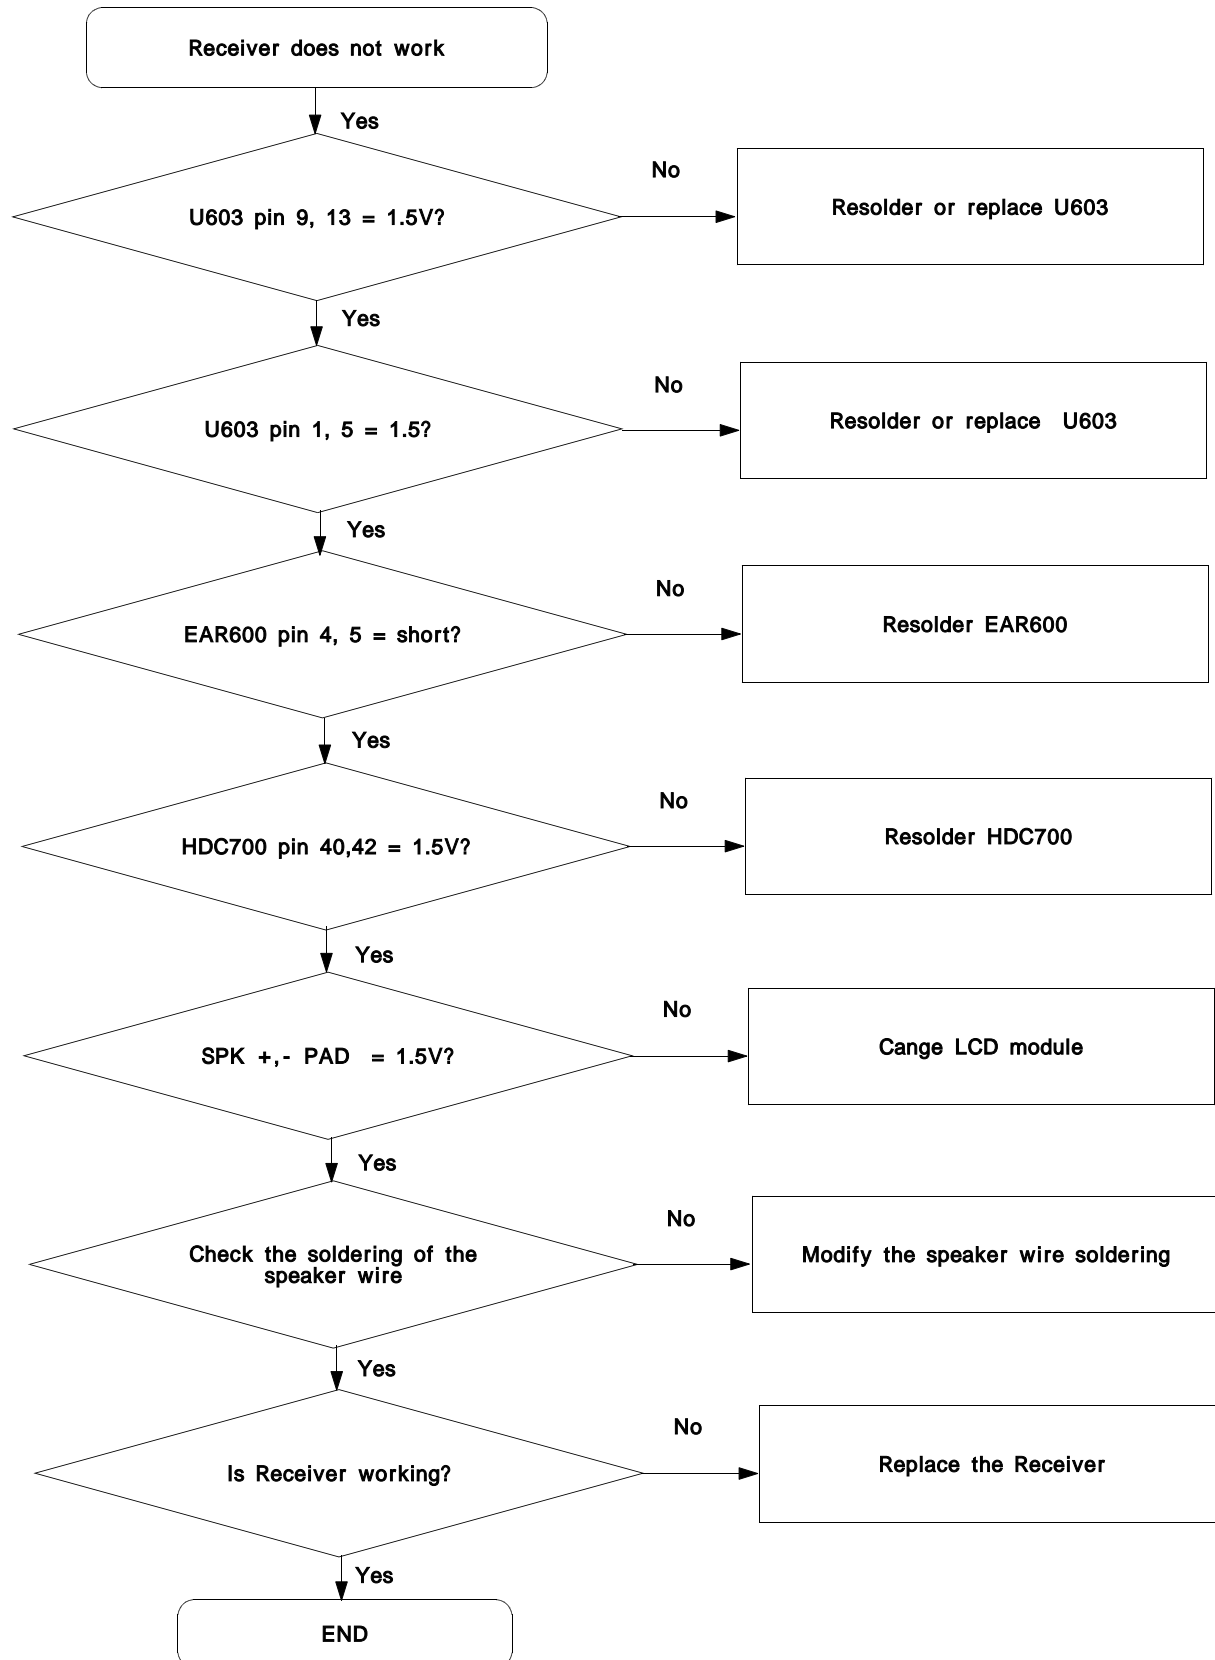 Receiver does not work
Yes
U603 pin 9, 13 = 1.5V?
No
Resolder or replace U603
Yes
U603 pin 1, 5 = 1.5?
No
Resolder or replace U603
Yes
EAR600 pin 4, 5 = short?
No
Resolder EAR600
Yes
HDC700 pin 40,42 = 1.5V?
No
Resolder HDC700
Yes
SPK +,- PAD = 1.5V?
No
Cange LCD module
Yes
Check the soldering of the
speaker wire
No
Modify the speaker wire soldering
Yes
Is Receiver working?
No
Replace the Receiver
Yes
END